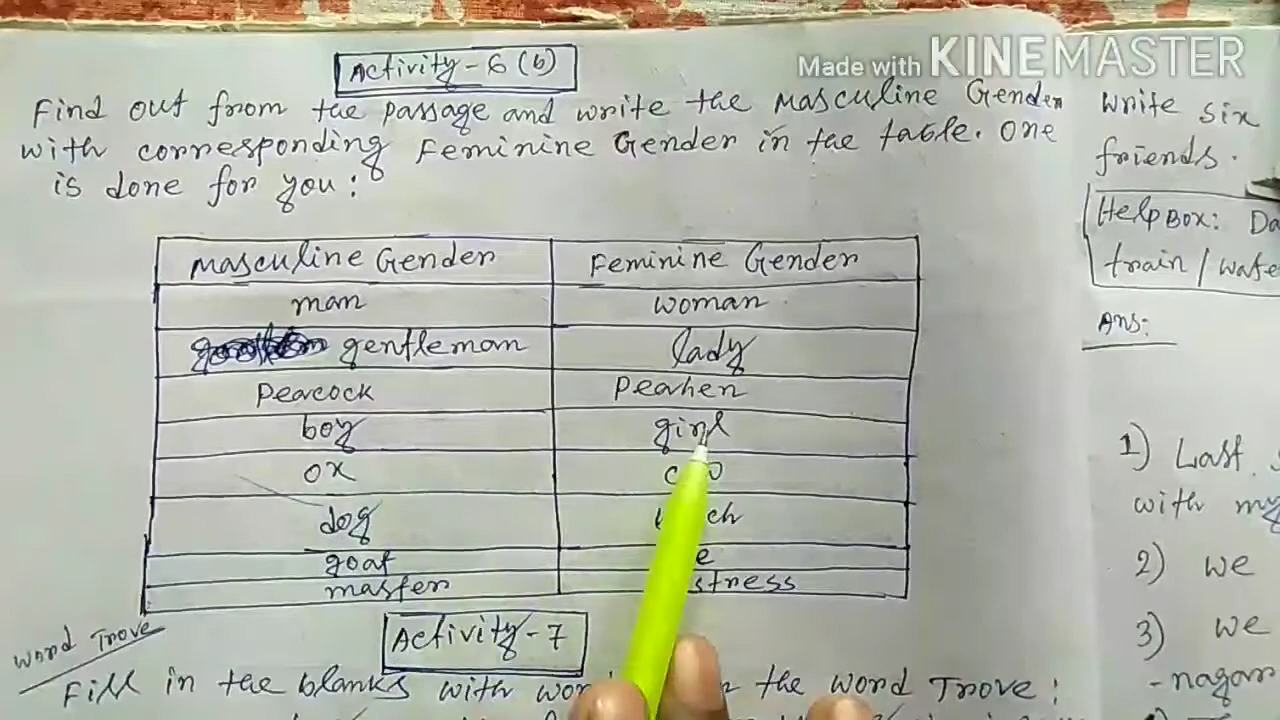 Made with KINEMASTER
Activity-6 (b)
Find out from the passage and write the Masculine Gender
with corresponding Feminine Gender in the table. One
is done for you:
Masculine Gender Feminine Gender
man woman
gentleman lady
Peacock Peahen
boy girl
ox
dog
goat
master
Activity-7
Word Trove
Fill in the blanks with the Word Trove:
write six
friends.
Help Box:
train /
Ans:
1) Last
with my
2) we
3) we